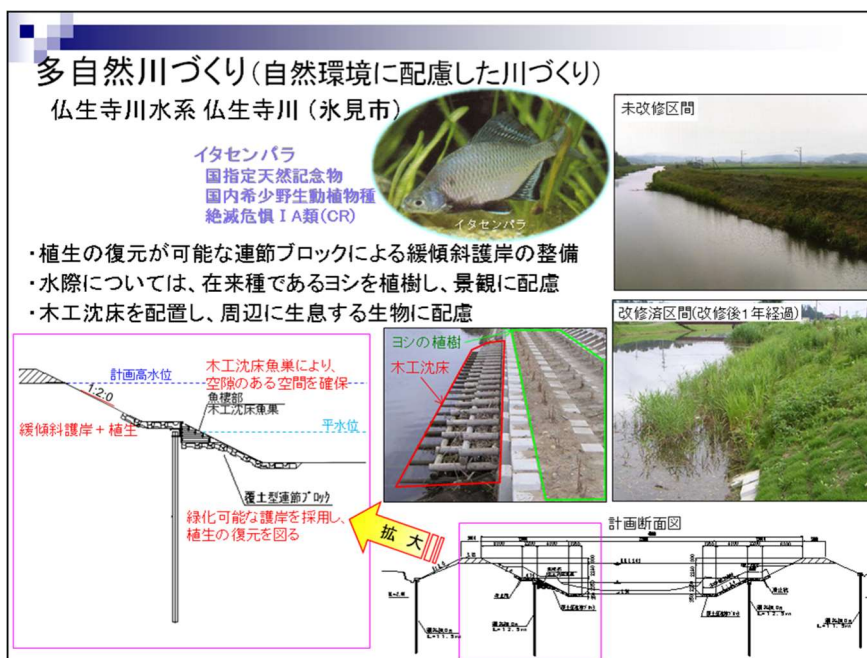 多自然川づくり(自然環境に配慮した川づくり)
仏生寺川水系 仏生寺川 (氷見市)
イタセンパラ
国指定天然記念物
国内希少野生動植物種
絶滅危惧ⅠA類(CR)
イタセンパラ
未改修区間
・植生の復元が可能な連節ブロックによる緩傾斜護岸の整備
・水際については、在来種であるヨシを植樹し、景観に配慮
・木工沈床を配置し、周辺に生息する生物に配慮
改修済区間(改修後1年経過)
ヨシの植樹
木工沈床
計画高水位
木工沈床魚巣により、
空隙のある空間を確保
1:2:0
魚棲部
木工沈床魚巣
緩傾斜護岸+植生
平水位
覆土型連節ブロック
緑化可能な護岸を採用し、
植生の復元を図る
拡大
計画断面図